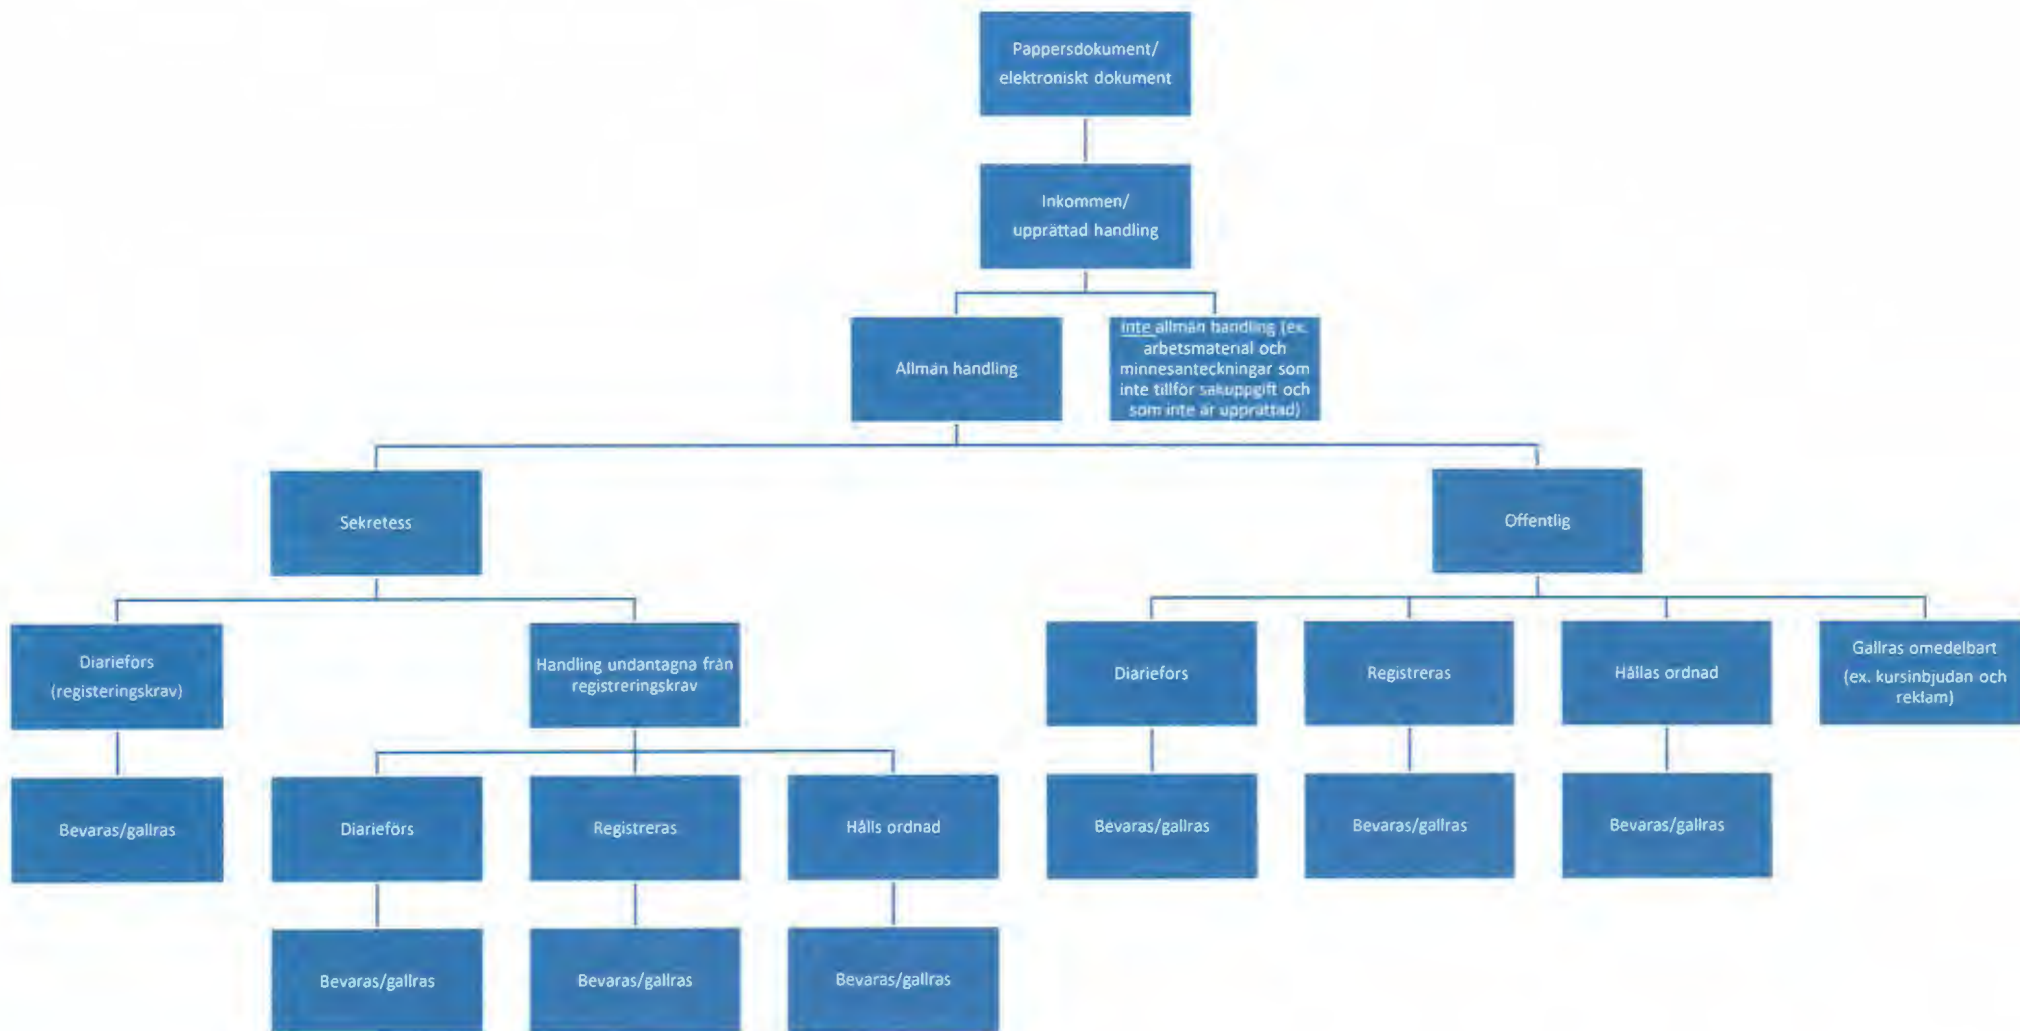 Pappersdokument/
elektroniskt dokument
Inkommen/
upprättad handling
Allmän handling
Inte allmän handling (ex.
arbetsmaterial och
minnesanteckningar som
inte tillför sakuppgift och
som inte är upprättad)
Sekretess
Offentlig
Diarieförs
(registeringskrav)
Handling undantagna från
registreringskrav
Diarieförs
Registreras
Hållas ordnad
Gallras omedelbart
(ex. kursinbjudan och
reklam)
Bevaras/gallras
Diarieförs
Registreras
Hålls ordnad
Bevaras/gallras
Bevaras/gallras
Bevaras/gallras
Bevaras/gallras
Bevaras/gallras
Bevaras/gallras